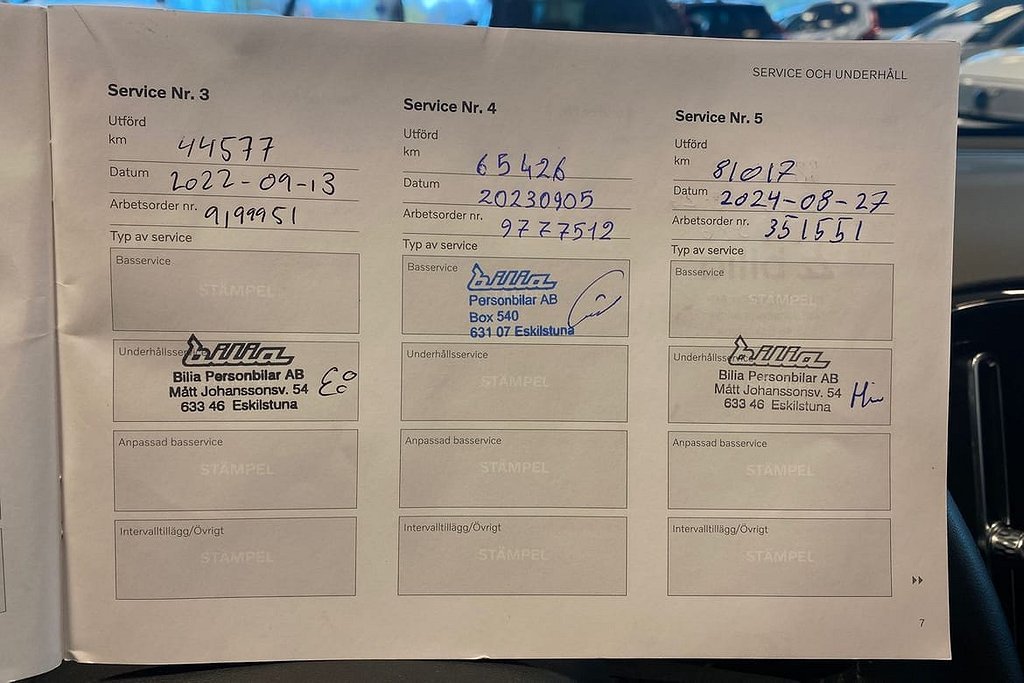 SERVICE OCH UNDERHÅLL
Service Nr. 3
Utförd
km 44577
Datum 2022-09-13
Arbetsorder nr. 9199951
Typ av service
Basservice
STÄMPEL
Underhållsservice
bilia
Bilia Personbilar AB
Mått Johanssonsv. 54
633 46 Eskilstuna
Anpassad basservice
STÄMPEL
Intervalltillägg/Övrigt
STÄMPEL
Service Nr. 4
Utförd
km 65426
Datum 20230905
Arbetsorder nr. 9777512
Typ av service
Basservice
bilia
Personbilar AB
Box 540
631 07 Eskilstuna
Underhållsservice
STÄMPEL
Anpassad basservice
STÄMPEL
Intervalltillägg/Övrigt
STÄMPEL
Service Nr. 5
Utförd
km 81017
Datum 2024-08-27
Arbetsorder nr. 351551
Typ av service
Basservice
STÄMPEL
Underhållsservice
bilia
Bilia Personbilar AB
Mått Johanssonsv. 54
633 46 Eskilstuna
Anpassad basservice
STÄMPEL
Intervalltillägg/Övrigt
STÄMPEL
7